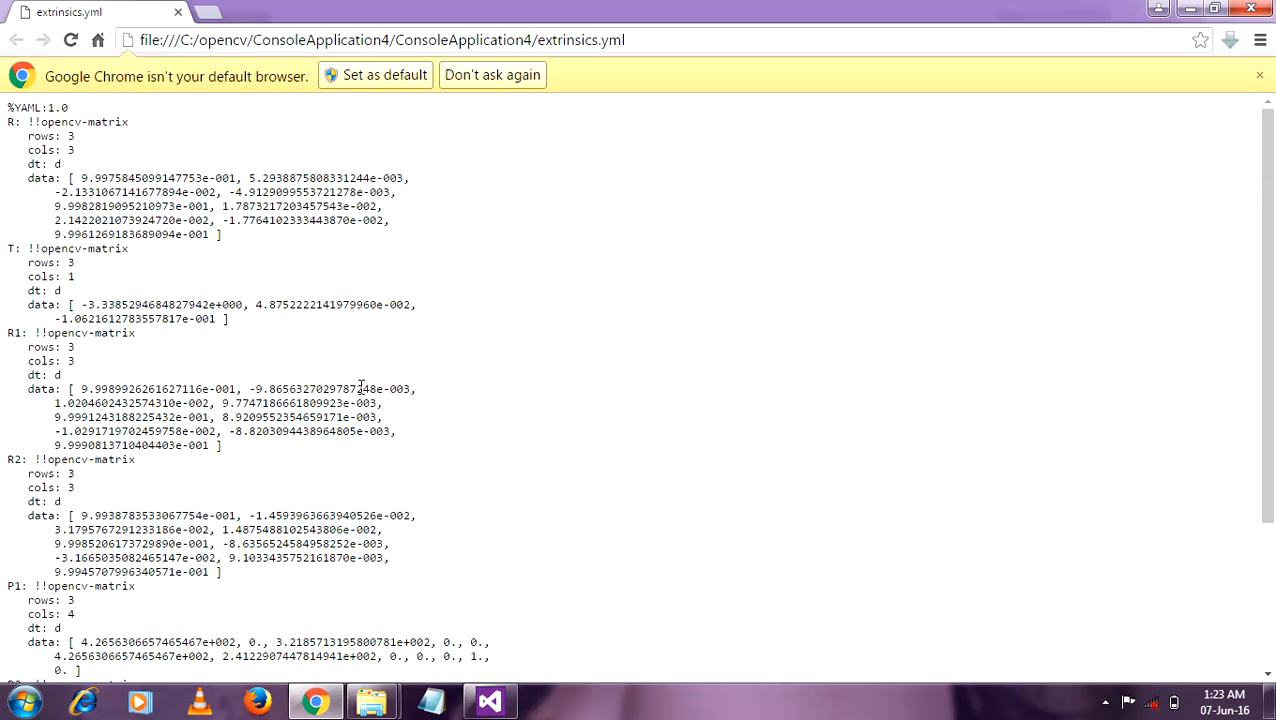 extrinsics.yml
file:///C:/opencv/ConsoleApplication4/ConsoleApplication4/extrinsics.yml
Google Chrome isn't your default browser. Set as default Don't ask again
%YAML:1.0
R: !!opencv-matrix
rows: 3
cols: 3
dt: d
data: [ 9.9975845099147753e-001, 5.2938875808331244e-003,
-2.1331067141677894e-002, -4.9129099553721278e-003,
9.9982819095210973e-001, 1.7873217203457543e-002,
2.1422021073924720e-002, -1.7764102333443870e-002,
9.9961269183689094e-001 ]
T: !!opencv-matrix
rows: 3
cols: 1
dt: d
data: [ -3.3385294684827942e+000, 4.8752222141979960e-002,
-1.0621612783557817e-001 ]
R1: !!opencv-matrix
rows: 3
cols: 3
dt: d
data: [ 9.9989926261627116e-001, -9.8656327029787248e-003,
1.0204602432574310e-002, 9.7747186661809923e-003,
9.9991243188225432e-001, 8.9209552354659171e-003,
-1.0291719702459758e-002, -8.8203094438964805e-003,
9.9990813710404403e-001 ]
R2: !!opencv-matrix
rows: 3
cols: 3
dt: d
data: [ 9.9938783533067754e-001, -1.4593963663940526e-002,
3.1795767291233186e-002, 1.4875488102543806e-002,
9.9985206173729890e-001, -8.6356524584958252e-003,
-3.1665035082465147e-002, 9.1033435752161870e-003,
9.9945707996340571e-001 ]
P1: !!opencv-matrix
rows: 3
cols: 4
dt: d
data: [ 4.2656306657465467e+002, 0., 3.2185713195800781e+002, 0., 0.,
4.2656306657465467e+002, 2.4122907447814941e+002, 0., 0., 0., 1.,
0. ]
1:23 AM
07-Jun-16